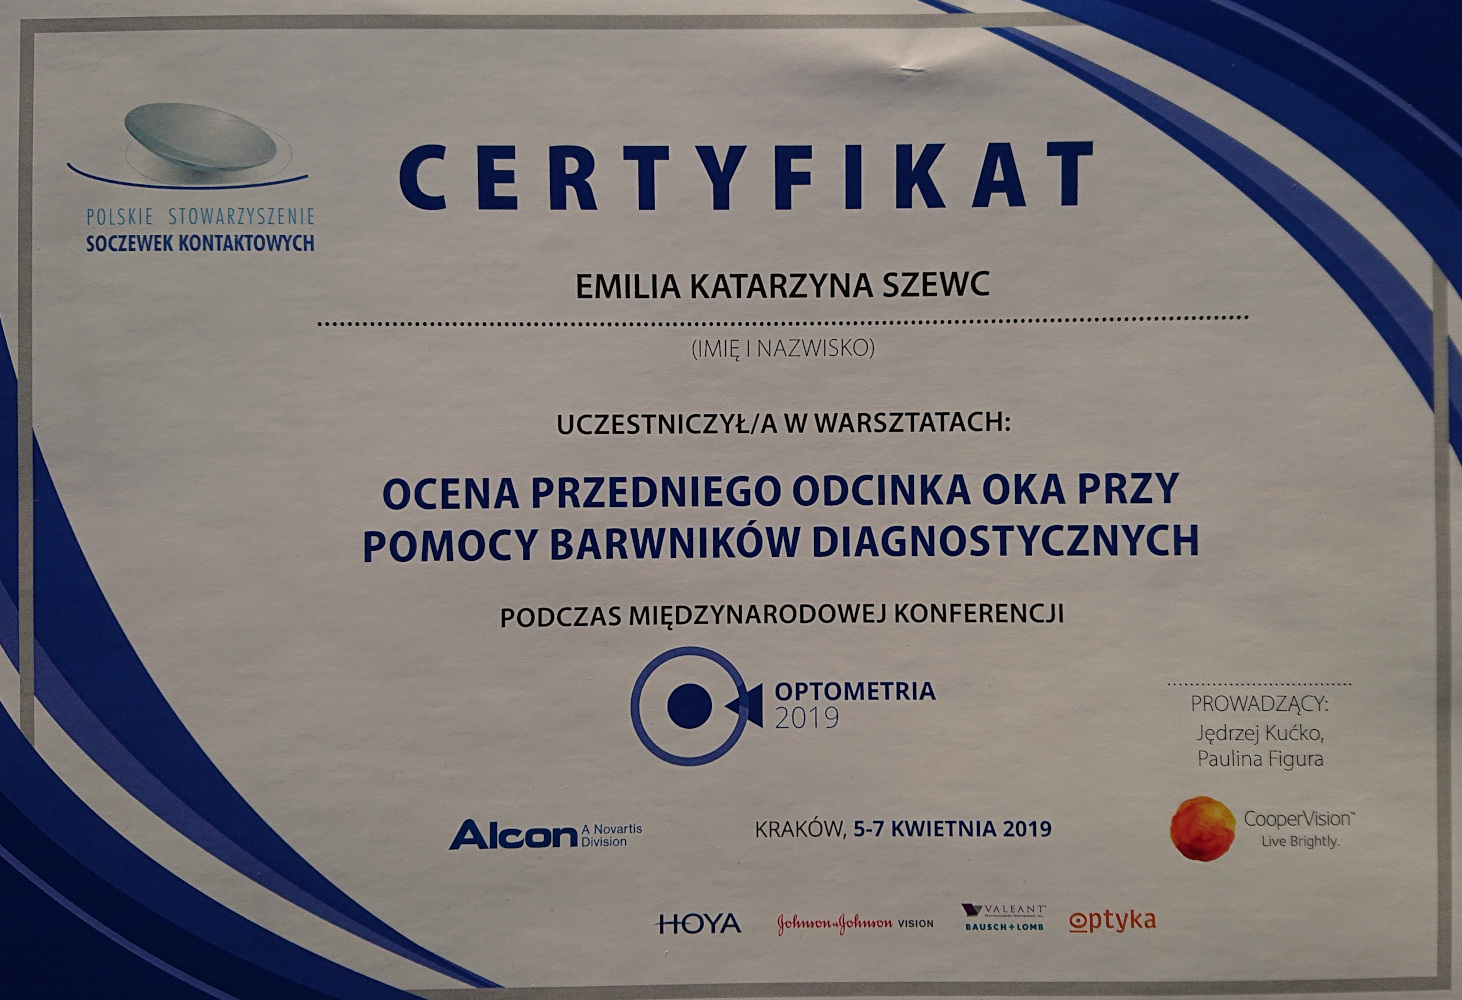 CERTYFIKAT
POLSKIE STOWARZYSZENIE
SOCZEWEK KONTAKTOWYCH
EMILIA KATARZYNA SZEWC
(IMIĘ I NAZWISKO)
UCZESTNICZYŁ/A W WARSZTATACH:
OCENA PRZEDNIEGO ODCINKA OKA PRZY
POMOCY BARWNIKÓW DIAGNOSTYCZNYCH
PODCZAS MIĘDZYNARODOWEJ KONFERENCJI
OPTOMETRIA
2019
PROWADZĄCY:
Jędrzej Kućko,
Paulina Figura
Alcon A Novartis
Division
KRAKÓW, 5-7 KWIETNIA 2019
CooperVision™
Live Brightly.
HOYA
Johnson & Johnson VISION
VALEANT
BAUSCH + LOMB
optyka